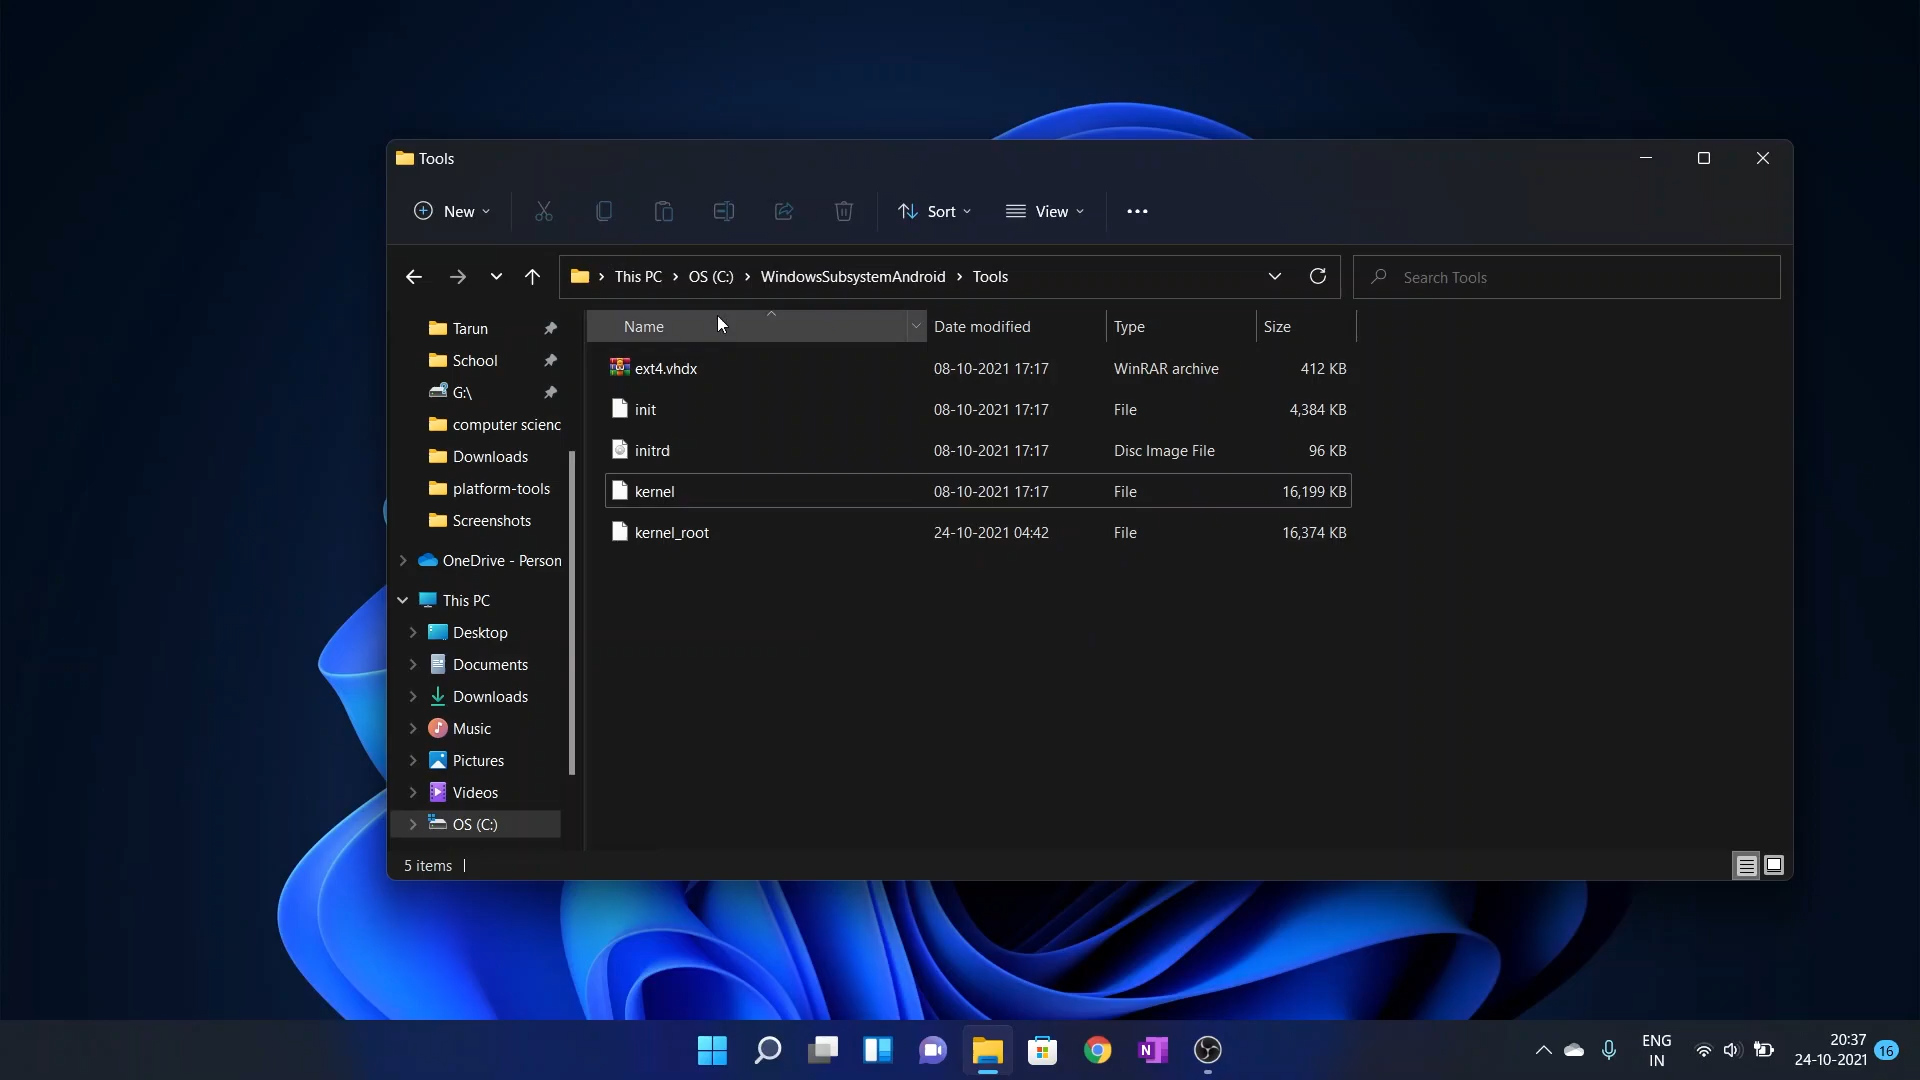 Tools
New
Sort
View
This PC > OS (C:) > WindowsSubsystemAndroid > Tools
Search Tools
Name Date modified Type Size
ext4.vhdx 08-10-2021 17:17 WinRAR archive 412 KB
init 08-10-2021 17:17 File 4,384 KB
initrd 08-10-2021 17:17 Disc Image File 96 KB
kernel 08-10-2021 17:17 File 16,199 KB
kernel_root 24-10-2021 04:42 File 16,374 KB
Tarun
School
G:\
computer scienc
Downloads
platform-tools
Screenshots
OneDrive - Person
This PC
Desktop
Documents
Downloads
Music
Pictures
Videos
OS (C:)
5 items
N
ENG
IN
20:37
24-10-2021
16